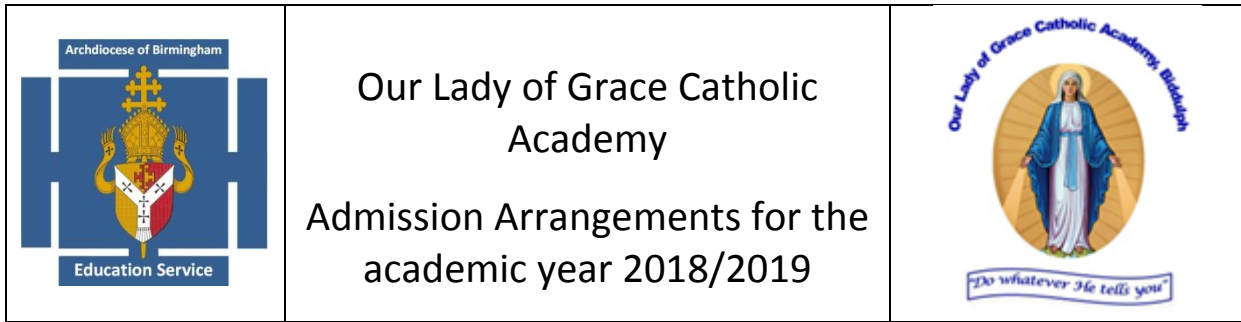 Archdiocese of Birmingham
Education Service
Our Lady of Grace Catholic
Academy
Admission Arrangements for the
academic year 2018/2019
Our Lady of Grace Catholic Academy, Biddulph
"Do whatever He tells you"